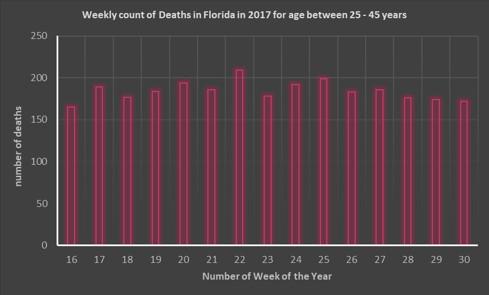 Weekly count of Deaths in Florida in 2017 for age between 25 - 45 years
250
200
150
100
50
0
number of deaths
16 17 18 19 20 21 22 23 24 25 26 27 28 29 30
Number of Week of the Year